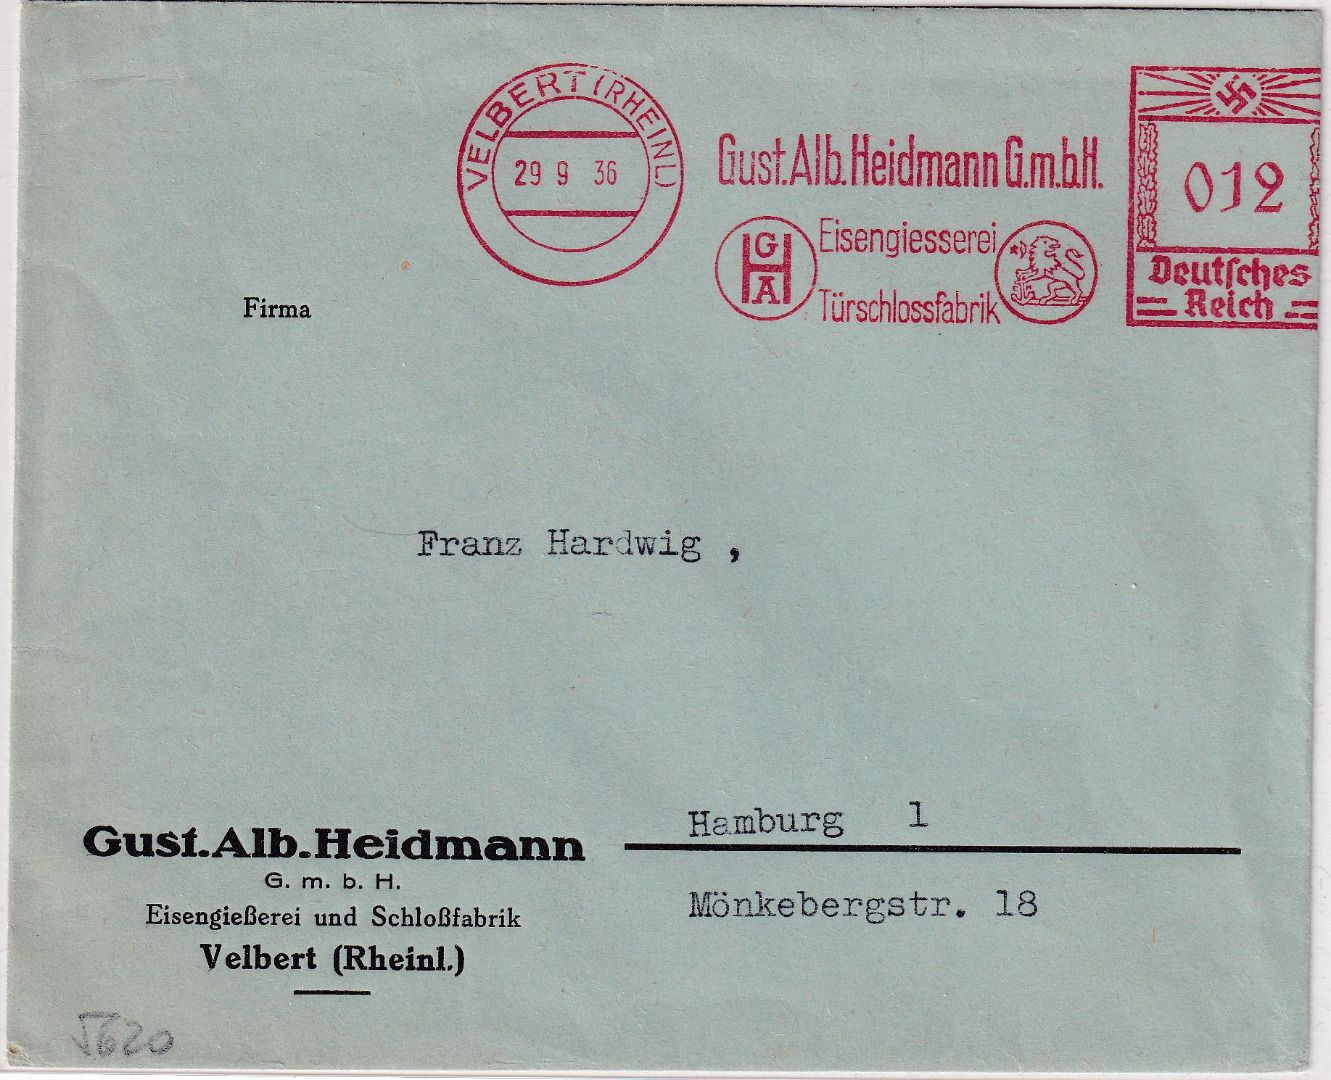 VELBERT (RHEINL)
29 9 36
Gust. Alb. Heidmann G.m.b.H.
G
H
A
Eisengiesserei
Türschlossfabrik
012
Deutsches
Reich
Firma
Franz Hardwig ,
Hamburg 1
Mönkebergstr. 18
Gust. Alb. Heidmann
G. m. b. H.
Eisengießerei und Schloßfabrik
Velbert (Rheinl.)